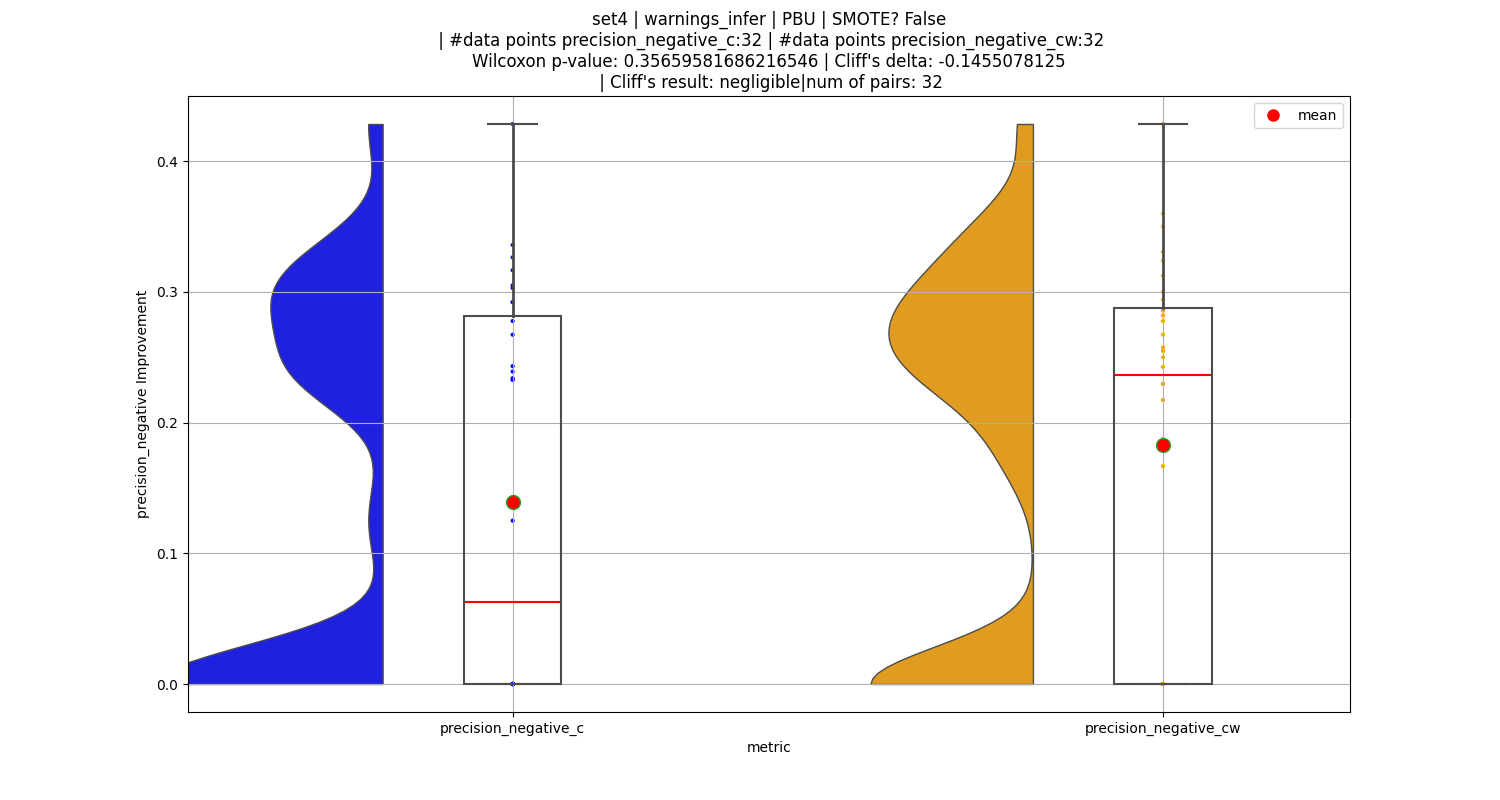 set4 | warnings_infer | PBU | SMOTE? False
| #data points precision_negative_c:32 | #data points precision_negative_cw:32
Wilcoxon p-value: 0.35659581686216546 | Cliff's delta: -0.1455078125
| Cliff's result: negligible|num of pairs: 32
mean
0.4
0.3
0.2
0.1
0.0
precision_negative Improvement
precision_negative_c
precision_negative_cw
metric